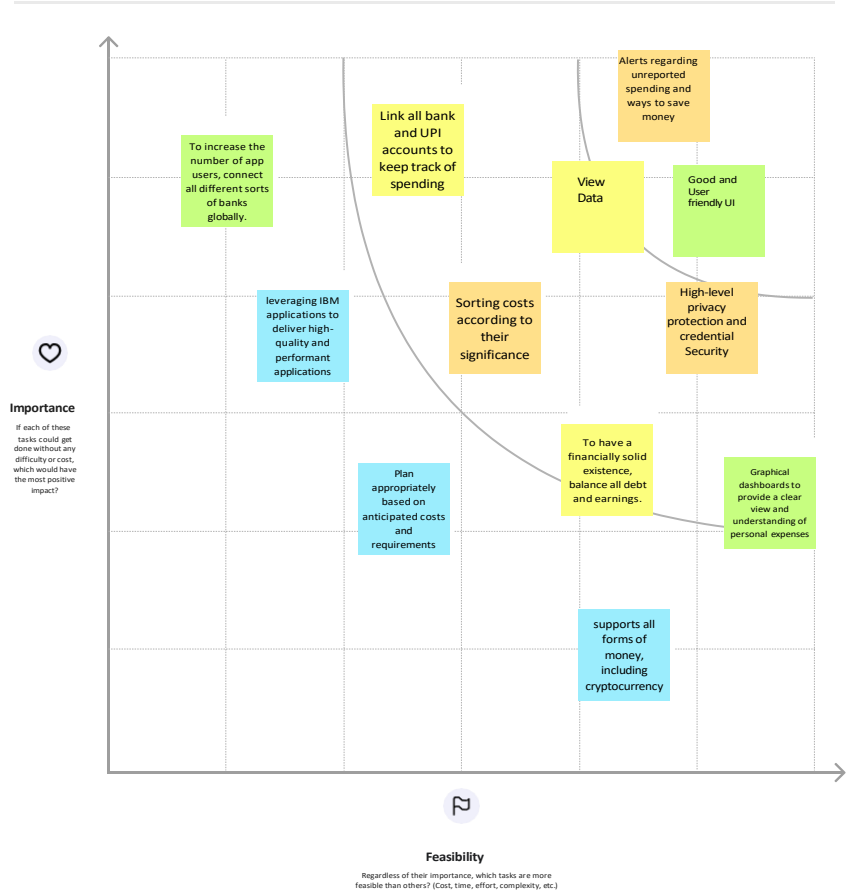 Alerts regarding
unreported
spending and
ways to save
money
Link all bank
and UPI
accounts to
keep track of
spending
To increase the
number of app
users, connect
all different sorts
of banks
globally.
View
Data
Good and
User
friendly UI
leveraging IBM
applications to
deliver high-
quality and
performant
applications
Sorting costs
according to
their
significance
High-level
privacy
protection and
credential
Security
Importance
If each of these
tasks could get
done without any
difficulty or cost,
which would have
the most positive
impact?
To have a
financially solid
existence,
balance all debt
and earnings.
Plan
appropriately
based on
anticipated costs
and
requirements
Graphical
dashboards to
provide a clear
view and
understanding of
personal expenses
supports all
forms of
money,
including
cryptocurrency
Feasibility
Regardless of their importance, which tasks are more
feasible than others? (Cost, time, effort, complexity, etc.)